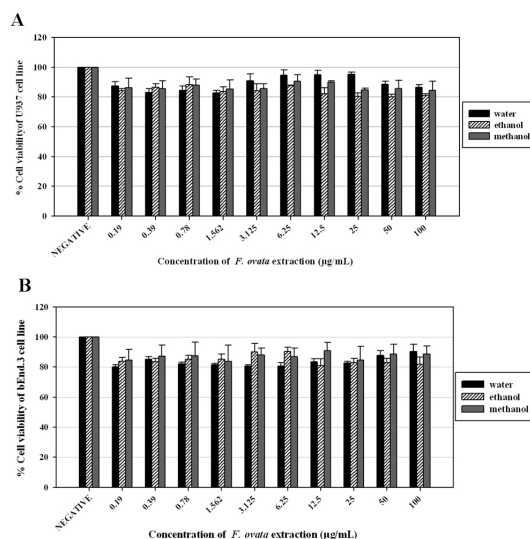 A
120
100
80
60
40
20
0
% Cell viability of U937 cell line
water
ethanol
methanol
NEGATIVE 0.19 0.39 0.78 1.562 3.125 6.25 12.5 25 50 100
Concentration of F. ovata extraction (µg/mL)
B
120
100
80
60
40
20
0
% Cell viability of bEnd.3 cell line
water
ethanol
methanol
NEGATIVE 0.19 0.39 0.78 1.562 3.125 6.25 12.5 25 50 100
Concentration of F. ovata extraction (µg/mL)